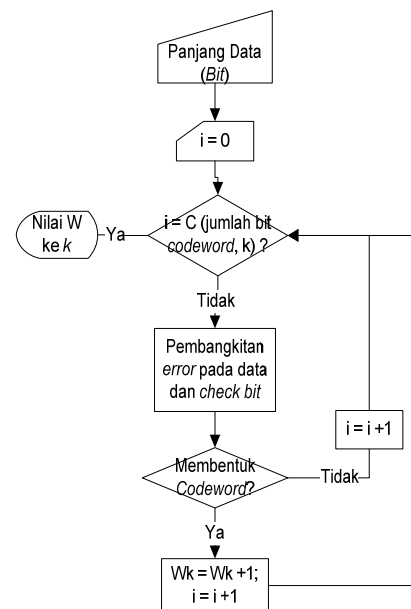 Panjang Data
(Bit)
i = 0
i = C (jumlah bit
codeword, k) ?
Ya
Nilai W
ke k
Tidak
Pembangkitan
error pada data
dan check bit
i = i +1
Membentuk
Codeword?
Tidak
Ya
Wk = Wk +1;
i = i +1